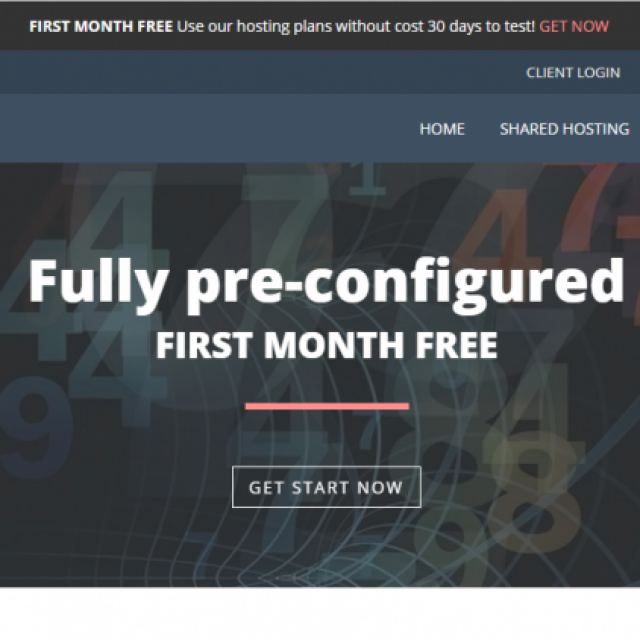 FIRST MONTH FREE Use our hosting plans without cost 30 days to test! GET NOW
CLIENT LOGIN
HOME SHARED HOSTING
Fully pre-configured
FIRST MONTH FREE
GET START NOW